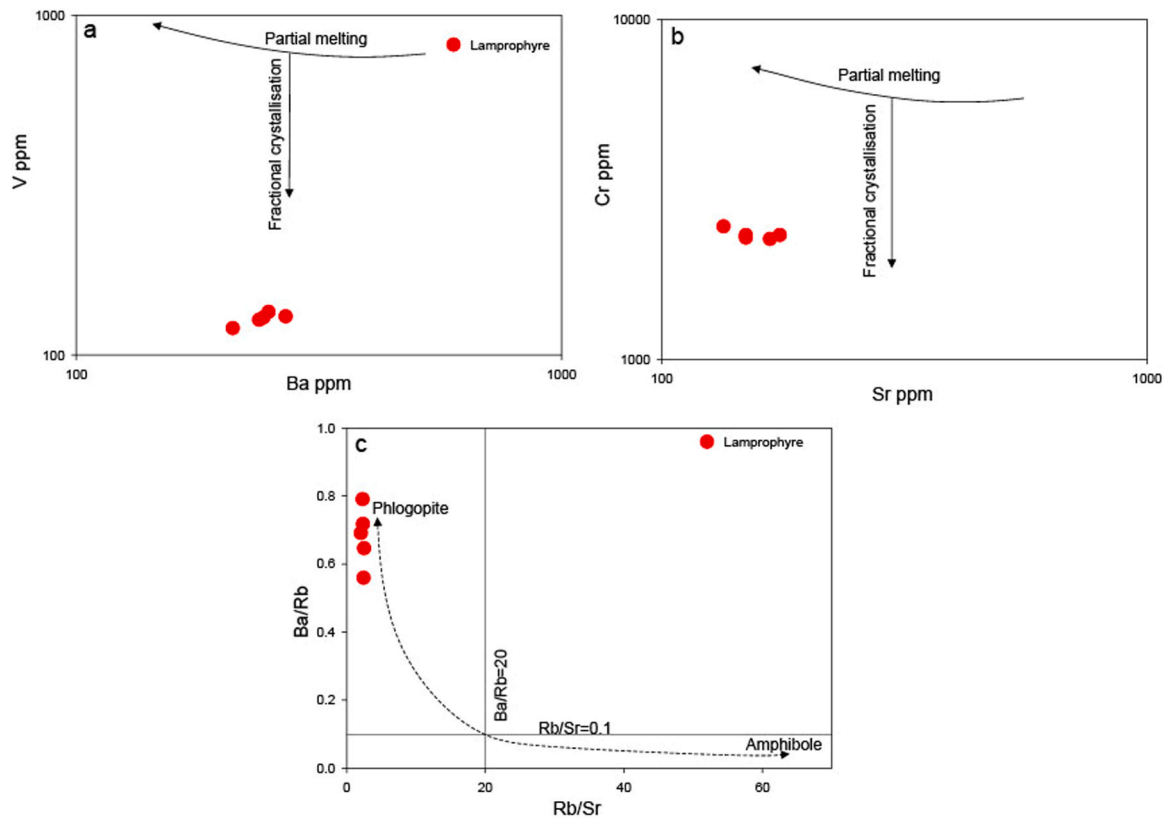 a
1000
Partial melting
Lamprophyre
Fractional crystallisation
V ppm
100
100
1000
Ba ppm
b
10000
Partial melting
Fractional crystallisation
Cr ppm
1000
100
1000
Sr ppm
c
1.0
Lamprophyre
0.8
Phlogopite
0.6
Ba/Rb
0.4
Ba/Rb=20
0.2
Rb/Sr=0.1
Amphibole
0.0
0
20
40
60
Rb/Sr